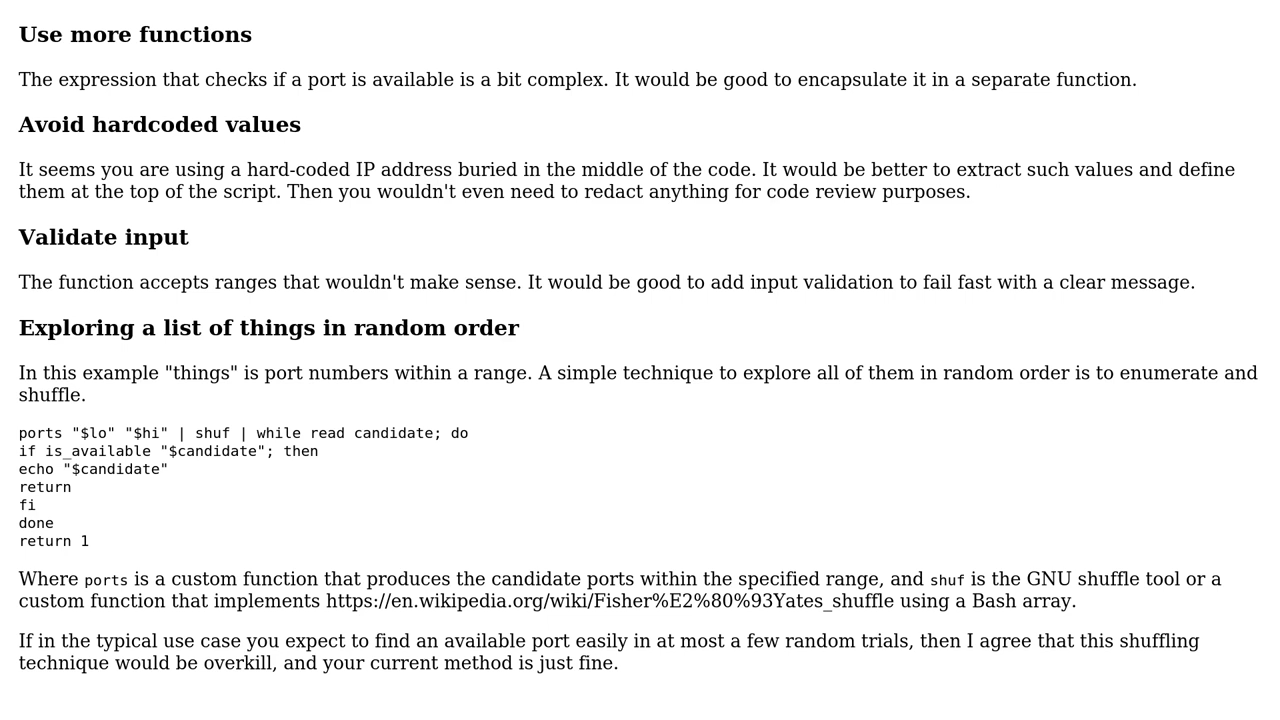 Use more functions
The expression that checks if a port is available is a bit complex. It would be good to encapsulate it in a separate function.
Avoid hardcoded values
It seems you are using a hard-coded IP address buried in the middle of the code. It would be better to extract such values and define
them at the top of the script. Then you wouldn't even need to redact anything for code review purposes.
Validate input
The function accepts ranges that wouldn't make sense. It would be good to add input validation to fail fast with a clear message.
Exploring a list of things in random order
In this example "things" is port numbers within a range. A simple technique to explore all of them in random order is to enumerate and
shuffle.
ports "$lo" "$hi" | shuf | while read candidate; do
if is_available "$candidate"; then
echo "$candidate"
return
fi
done
return 1
Where ports is a custom function that produces the candidate ports within the specified range, and shuf is the GNU shuffle tool or a
custom function that implements https://en.wikipedia.org/wiki/Fisher%E2%80%93Yates_shuffle using a Bash array.
If in the typical use case you expect to find an available port easily in at most a few random trials, then I agree that this shuffling
technique would be overkill, and your current method is just fine.